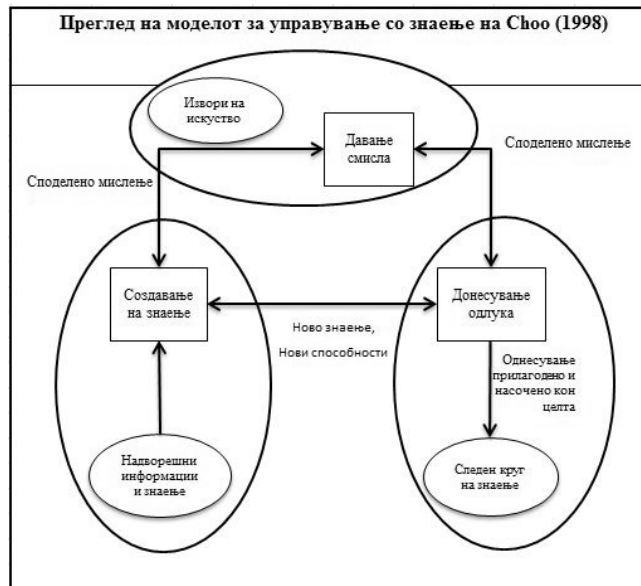 Преглед на моделот за управување со знаење на Choo (1998)
Извори на
искуство
Давање
смисла
Споделено мислење
Споделено мислење
Создавање
на знаење
Донесување
одлука
Ново знаење,
Нови способности
Однесување
прилагодено и
насочено кон
целта
Надворешни
информации
и знаење
Следен круг
на знаење